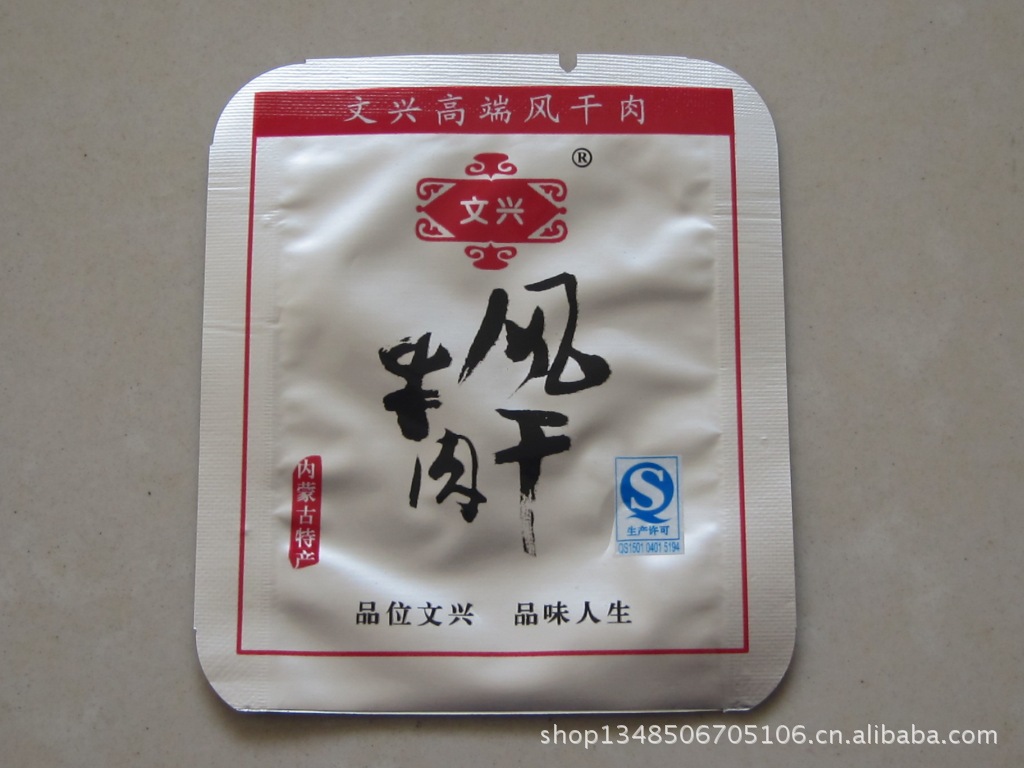 文兴高端风干肉
®
文兴
风干
牛肉
内蒙古特产
生产许可
QS1501 0401 5194
品位文兴 品味人生
shop1348506705106.cn.alibaba.com